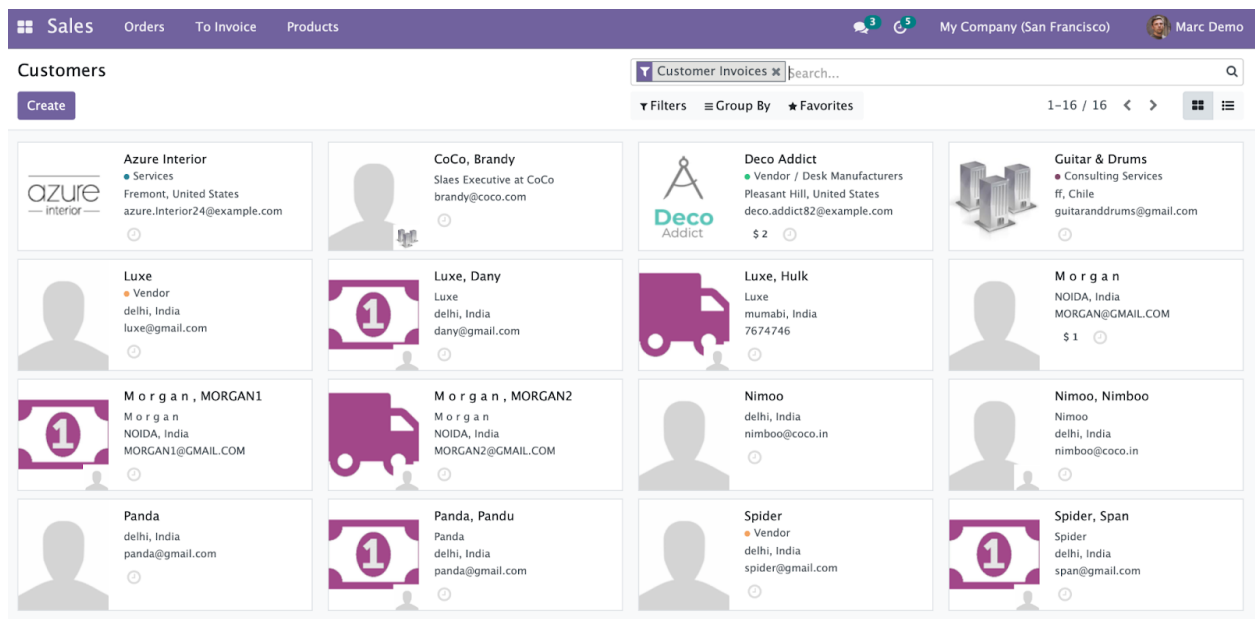 Sales Orders To Invoice Products 3 5 My Company (San Francisco) Marc Demo
Customers
Customer Invoices Search...
Create
Filters Group By Favorites 1-16 / 16
azure
interior
Azure Interior
Services
Fremont, United States
azure.Interior24@example.com
CoCo, Brandy
Slaes Executive at CoCo
brandy@coco.com
Deco
Addict
Deco Addict
Vendor / Desk Manufacturers
Pleasant Hill, United States
deco.addict82@example.com
$ 2
Guitar & Drums
Consulting Services
ff, Chile
guitaranddrums@gmail.com
Luxe
Vendor
delhi, India
luxe@gmail.com
1
Luxe, Dany
Luxe
delhi, India
dany@gmail.com
Luxe, Hulk
Luxe
mumabi, India
7674746
M o r g a n
NOIDA, India
MORGAN@GMAIL.COM
$ 1
1
M o r g a n , MORGAN1
M o r g a n
NOIDA, India
MORGAN1@GMAIL.COM
M o r g a n , MORGAN2
M o r g a n
NOIDA, India
MORGAN2@GMAIL.COM
Nimoo
delhi, India
nimboo@coco.in
Nimoo, Nimboo
Nimoo
delhi, India
nimboo@coco.in
Panda
delhi, India
panda@gmail.com
1
Panda, Pandu
Panda
delhi, India
panda@gmail.com
Spider
Vendor
delhi, India
spider@gmail.com
1
Spider, Span
Spider
delhi, India
span@gmail.com